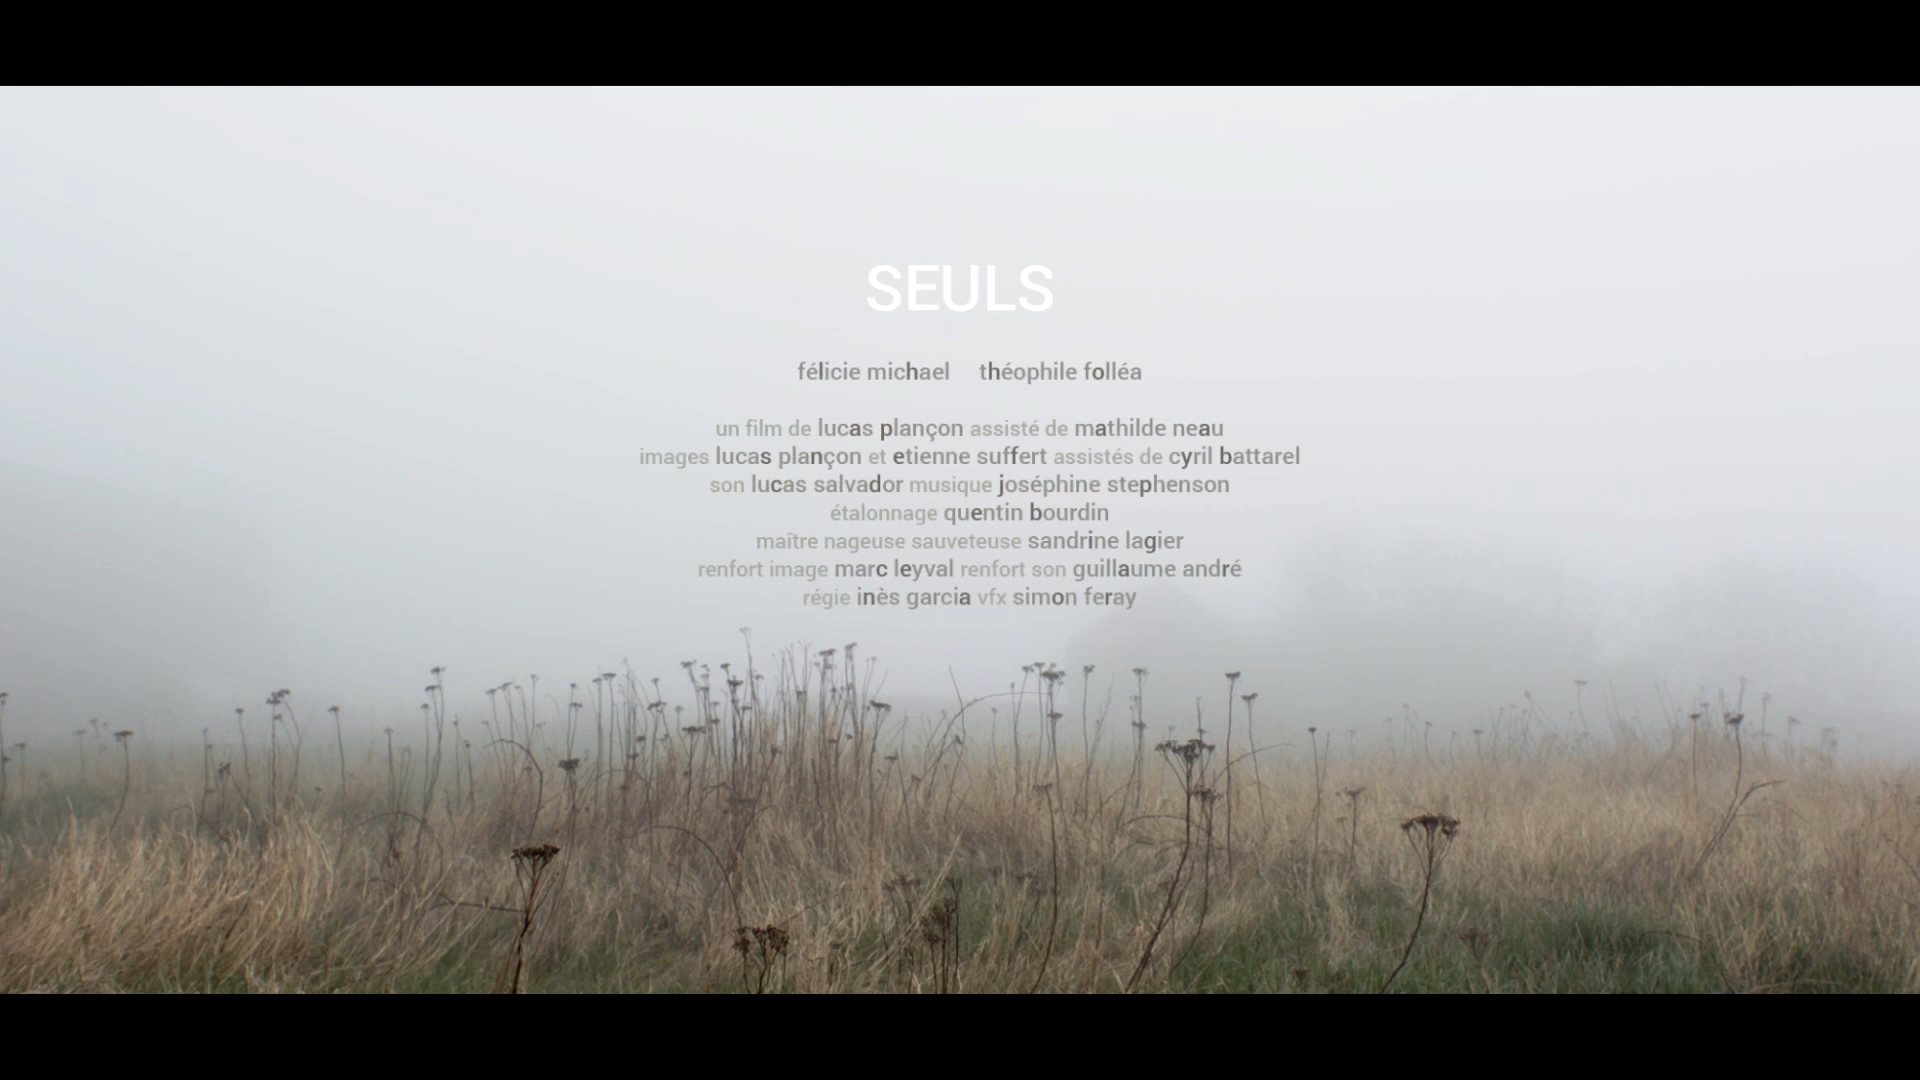 SEULS
félicie michael théophile folléa
un film de lucas plançon assisté de mathilde neau
images lucas plançon et etienne suffert assistés de cyril battarel
son lucas salvador musique joséphine stephenson
étalonnage quentin bourdin
maître nageuse sauveteuse sandrine lagier
renfort image marc leyval renfort son guillaume andré
régie inès garcia vfx simon feray